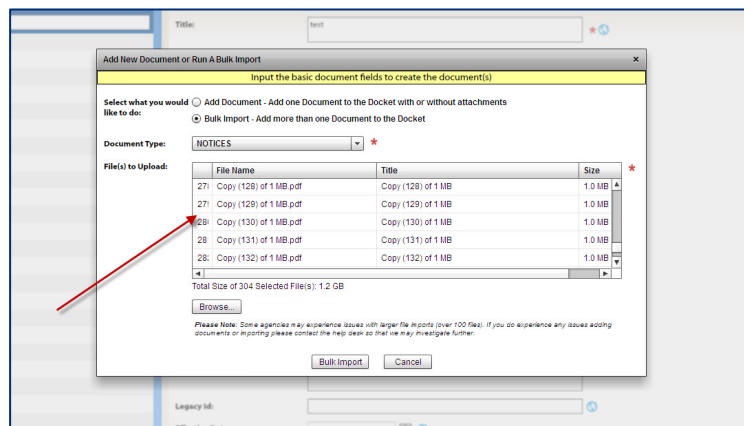 Title:
test
*
Add New Document or Run A Bulk Import
x
Input the basic document fields to create the document(s)
Select what you would like to do:
Add Document - Add one Document to the Docket with or without attachments
Bulk Import - Add more than one Document to the Docket
Document Type:
NOTICES
*
File(s) to Upload:
*
File Name Title Size
Copy (128) of 1 MB.pdf Copy (128) of 1 MB 1.0 MB
Copy (129) of 1 MB.pdf Copy (129) of 1 MB 1.0 MB
Copy (130) of 1 MB.pdf Copy (130) of 1 MB 1.0 MB
Copy (131) of 1 MB.pdf Copy (131) of 1 MB 1.0 MB
Copy (132) of 1 MB.pdf Copy (132) of 1 MB 1.0 MB
Total Size of 304 Selected File(s): 1.2 GB
Browse...
Please Note: Some agencies may experience issues with larger file imports (over 100 files). If you do experience any issues adding
documents or importing please contact the help desk so that we may investigate further.
Bulk Import
Cancel
Legacy Id: